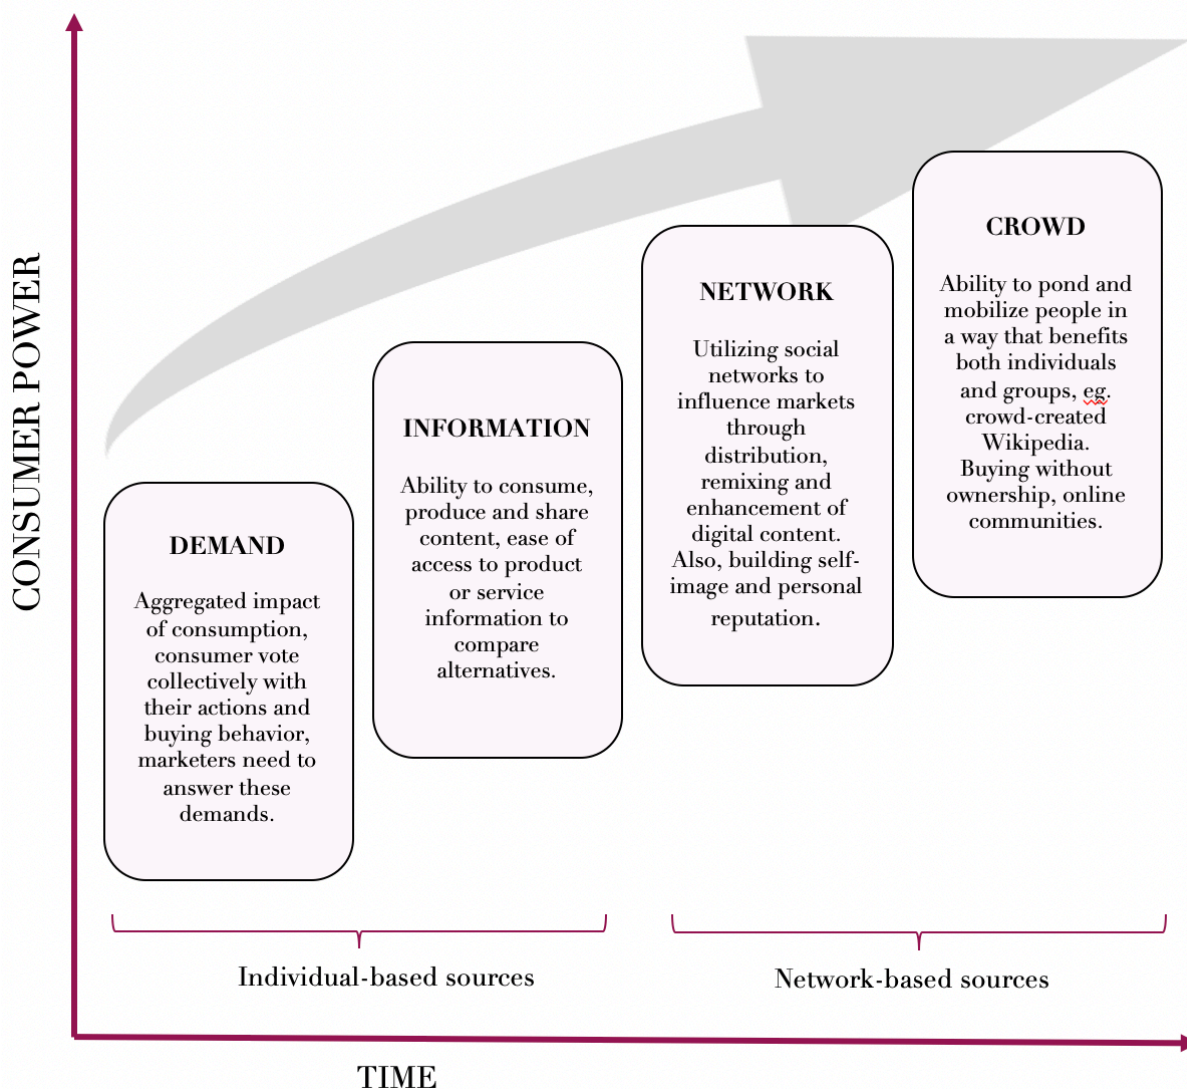 CONSUMER POWER
DEMAND
Aggregated impact
of consumption,
consumer vote
collectively with
their actions and
buying behavior,
marketers need to
answer these
demands.
INFORMATION
Ability to consume,
produce and share
content, ease of
access to product
or service
information to
compare
alternatives.
NETWORK
Utilizing social
networks to
influence markets
through
distribution,
remixing and
enhancement of
digital content.
Also, building self-
image and personal
reputation.
CROWD
Ability to pond and
mobilize people in
a way that benefits
both individuals
and groups, eg.
crowd-created
Wikipedia.
Buying without
ownership, online
communities.
Individual-based sources
Network-based sources
TIME